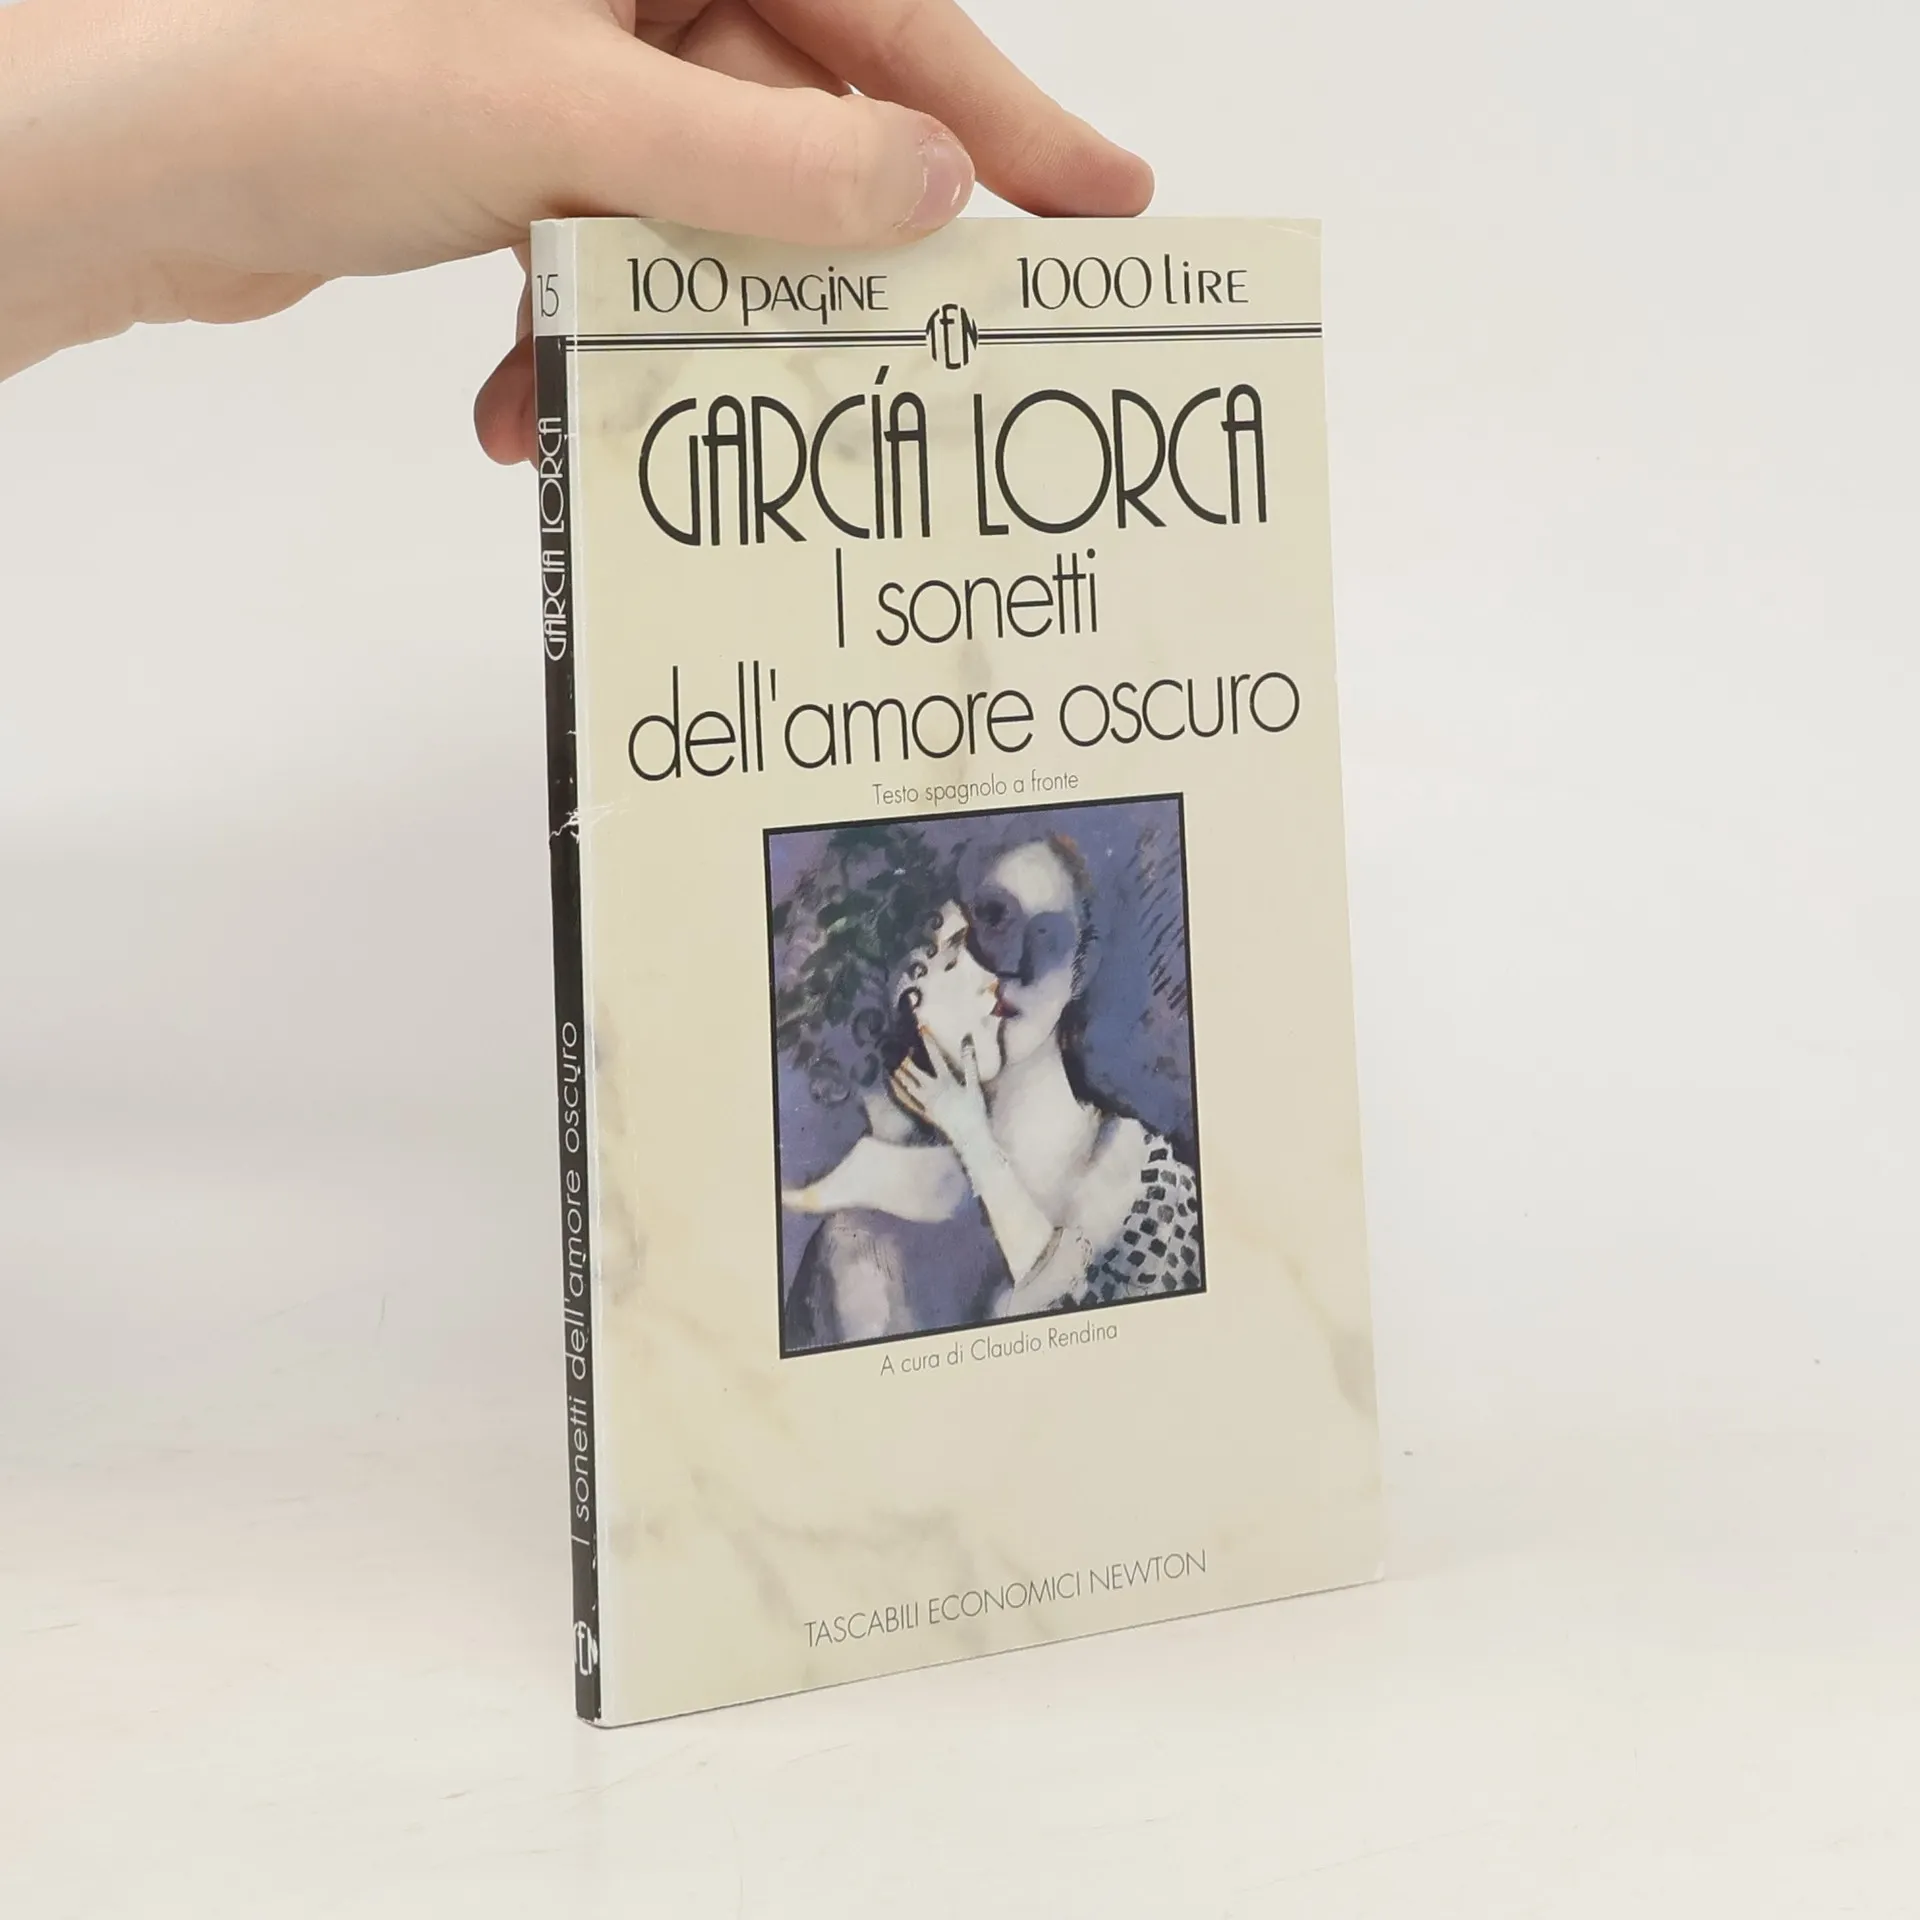 100 PAGINE 1000 LIRE
TEN
GARCÍA LORCA
I sonetti
dell'amore oscuro
Testo spagnolo a fronte
A cura di Claudio Rendina
TASCABILI ECONOMICI NEWTON
15
GARCÍA LORCA
I sonetti dell'amore oscuro
TEN